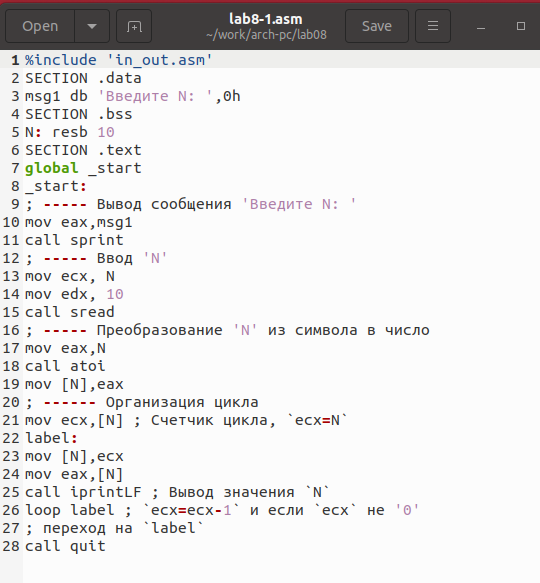 Open
lab8-1.asm
~/work/arch-pc/lab08
Save
1 %include 'in_out.asm'
2 SECTION .data
3 msg1 db 'Введите N: ',0h
4 SECTION .bss
5 N: resb 10
6 SECTION .text
7 global _start
8 _start:
9 ; ----- Вывод сообщения 'Введите N: '
10 mov eax,msg1
11 call sprint
12 ; ----- Ввод 'N'
13 mov ecx, N
14 mov edx, 10
15 call sread
16 ; ----- Преобразование 'N' из символа в число
17 mov eax,N
18 call atoi
19 mov [N],eax
20 ; ------ Организация цикла
21 mov ecx,[N] ; Счетчик цикла, `ecx=N`
22 label:
23 mov [N],ecx
24 mov eax,[N]
25 call iprintLF ; Вывод значения `N`
26 loop label ; `ecx=ecx-1` и если `ecx` не '0'
27 ; переход на `label`
28 call quit